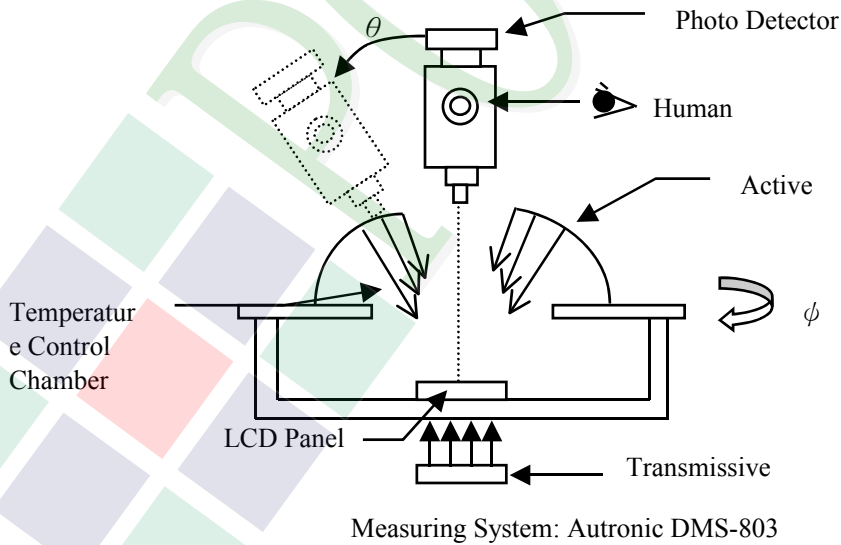 θ
Photo Detector
Human
Active
Temperatur
e Control
Chamber
ϕ
LCD Panel
Transmissive
Measuring System: Autronic DMS-803